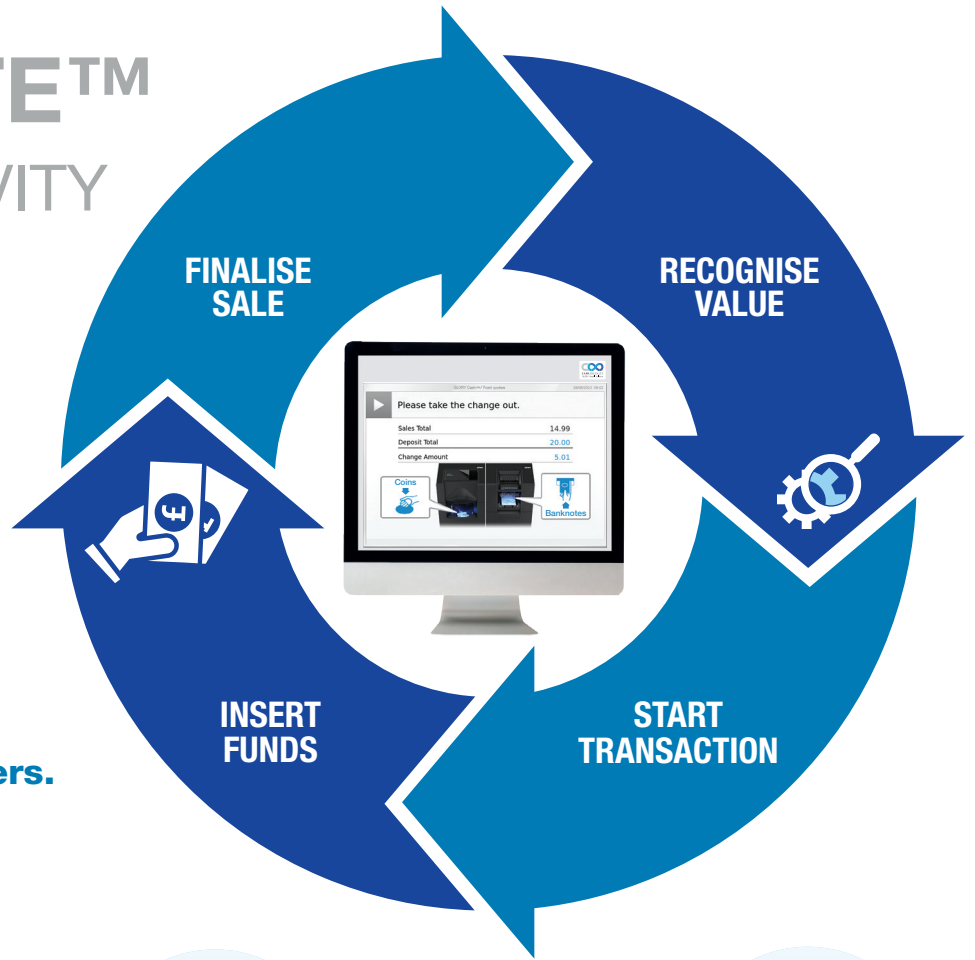 TE™
VITY
FINALISE
SALE
RECOGNISE
VALUE
Please take the change out.
Sales Total 14.99
Deposit Total 20.00
Change Amount 5.01
Coins
Banknotes
£
INSERT
FUNDS
START
TRANSACTION
ers.